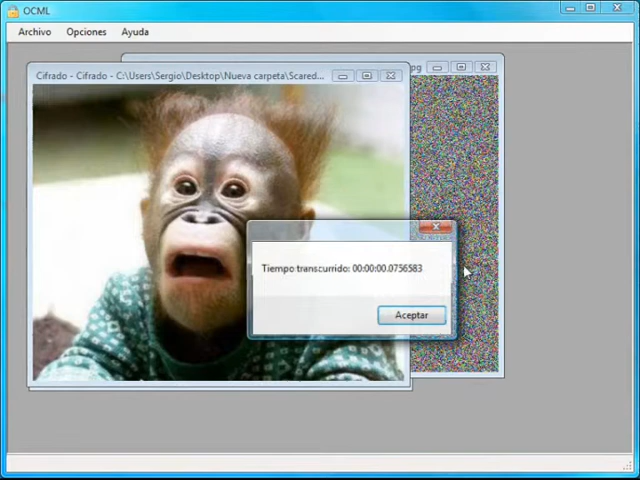 OCML
Archivo Opciones Ayuda
Cifrado - Cifrado - C:\Users\Sergio\Desktop\Nueva carpeta\Scared...
pg
Tiempo transcurrido: 00:00:00.0756583
Aceptar